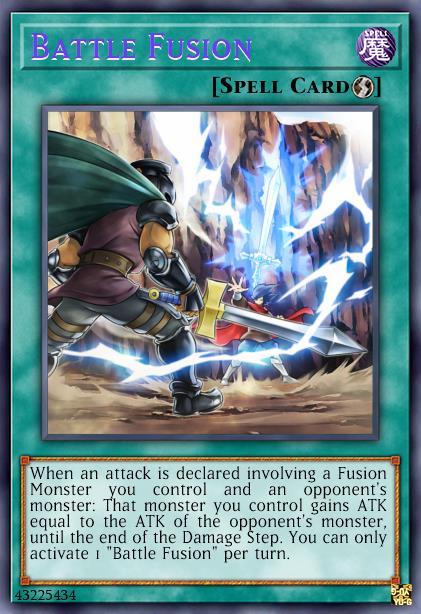 Battle Fusion
SPELL
魔
[Spell Card]
When an attack is declared involving a Fusion
Monster you control and an opponent's
monster: That monster you control gains ATK
equal to the ATK of the opponent's monster,
until the end of the Damage Step. You can only
activate 1 "Battle Fusion" per turn.
43225434